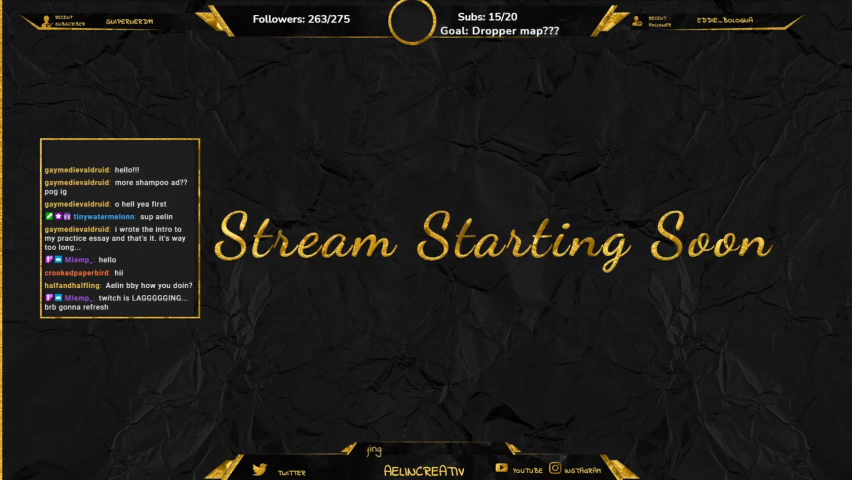 RECENT SUBSCRIBER
Followers: 263/275
Subs: 15/20
Goal: Dropper map???
RECENT FOLLOWER
EDDIE_BOLOGNA
gaymedievaldruid: hello!!!
gaymedievaldruid: more shampoo ad??
pog ig
gaymedievaldruid: o hell yea first
tinywatermelonn: sup aelin
gaymedievaldruid: i wrote the intro to
my practice essay and that's it. it's way
too long...
Mlemp_: hello
crookedpaperbird: hii
halfandhalfling: Aelin bby how you doin?
Mlemp_: twitch is LAGGGGGING...
brb gonna refresh
Stream Starting Soon
jing
TWITTER
AELINCREATIV
YOUTUBE
INSTAGRAM